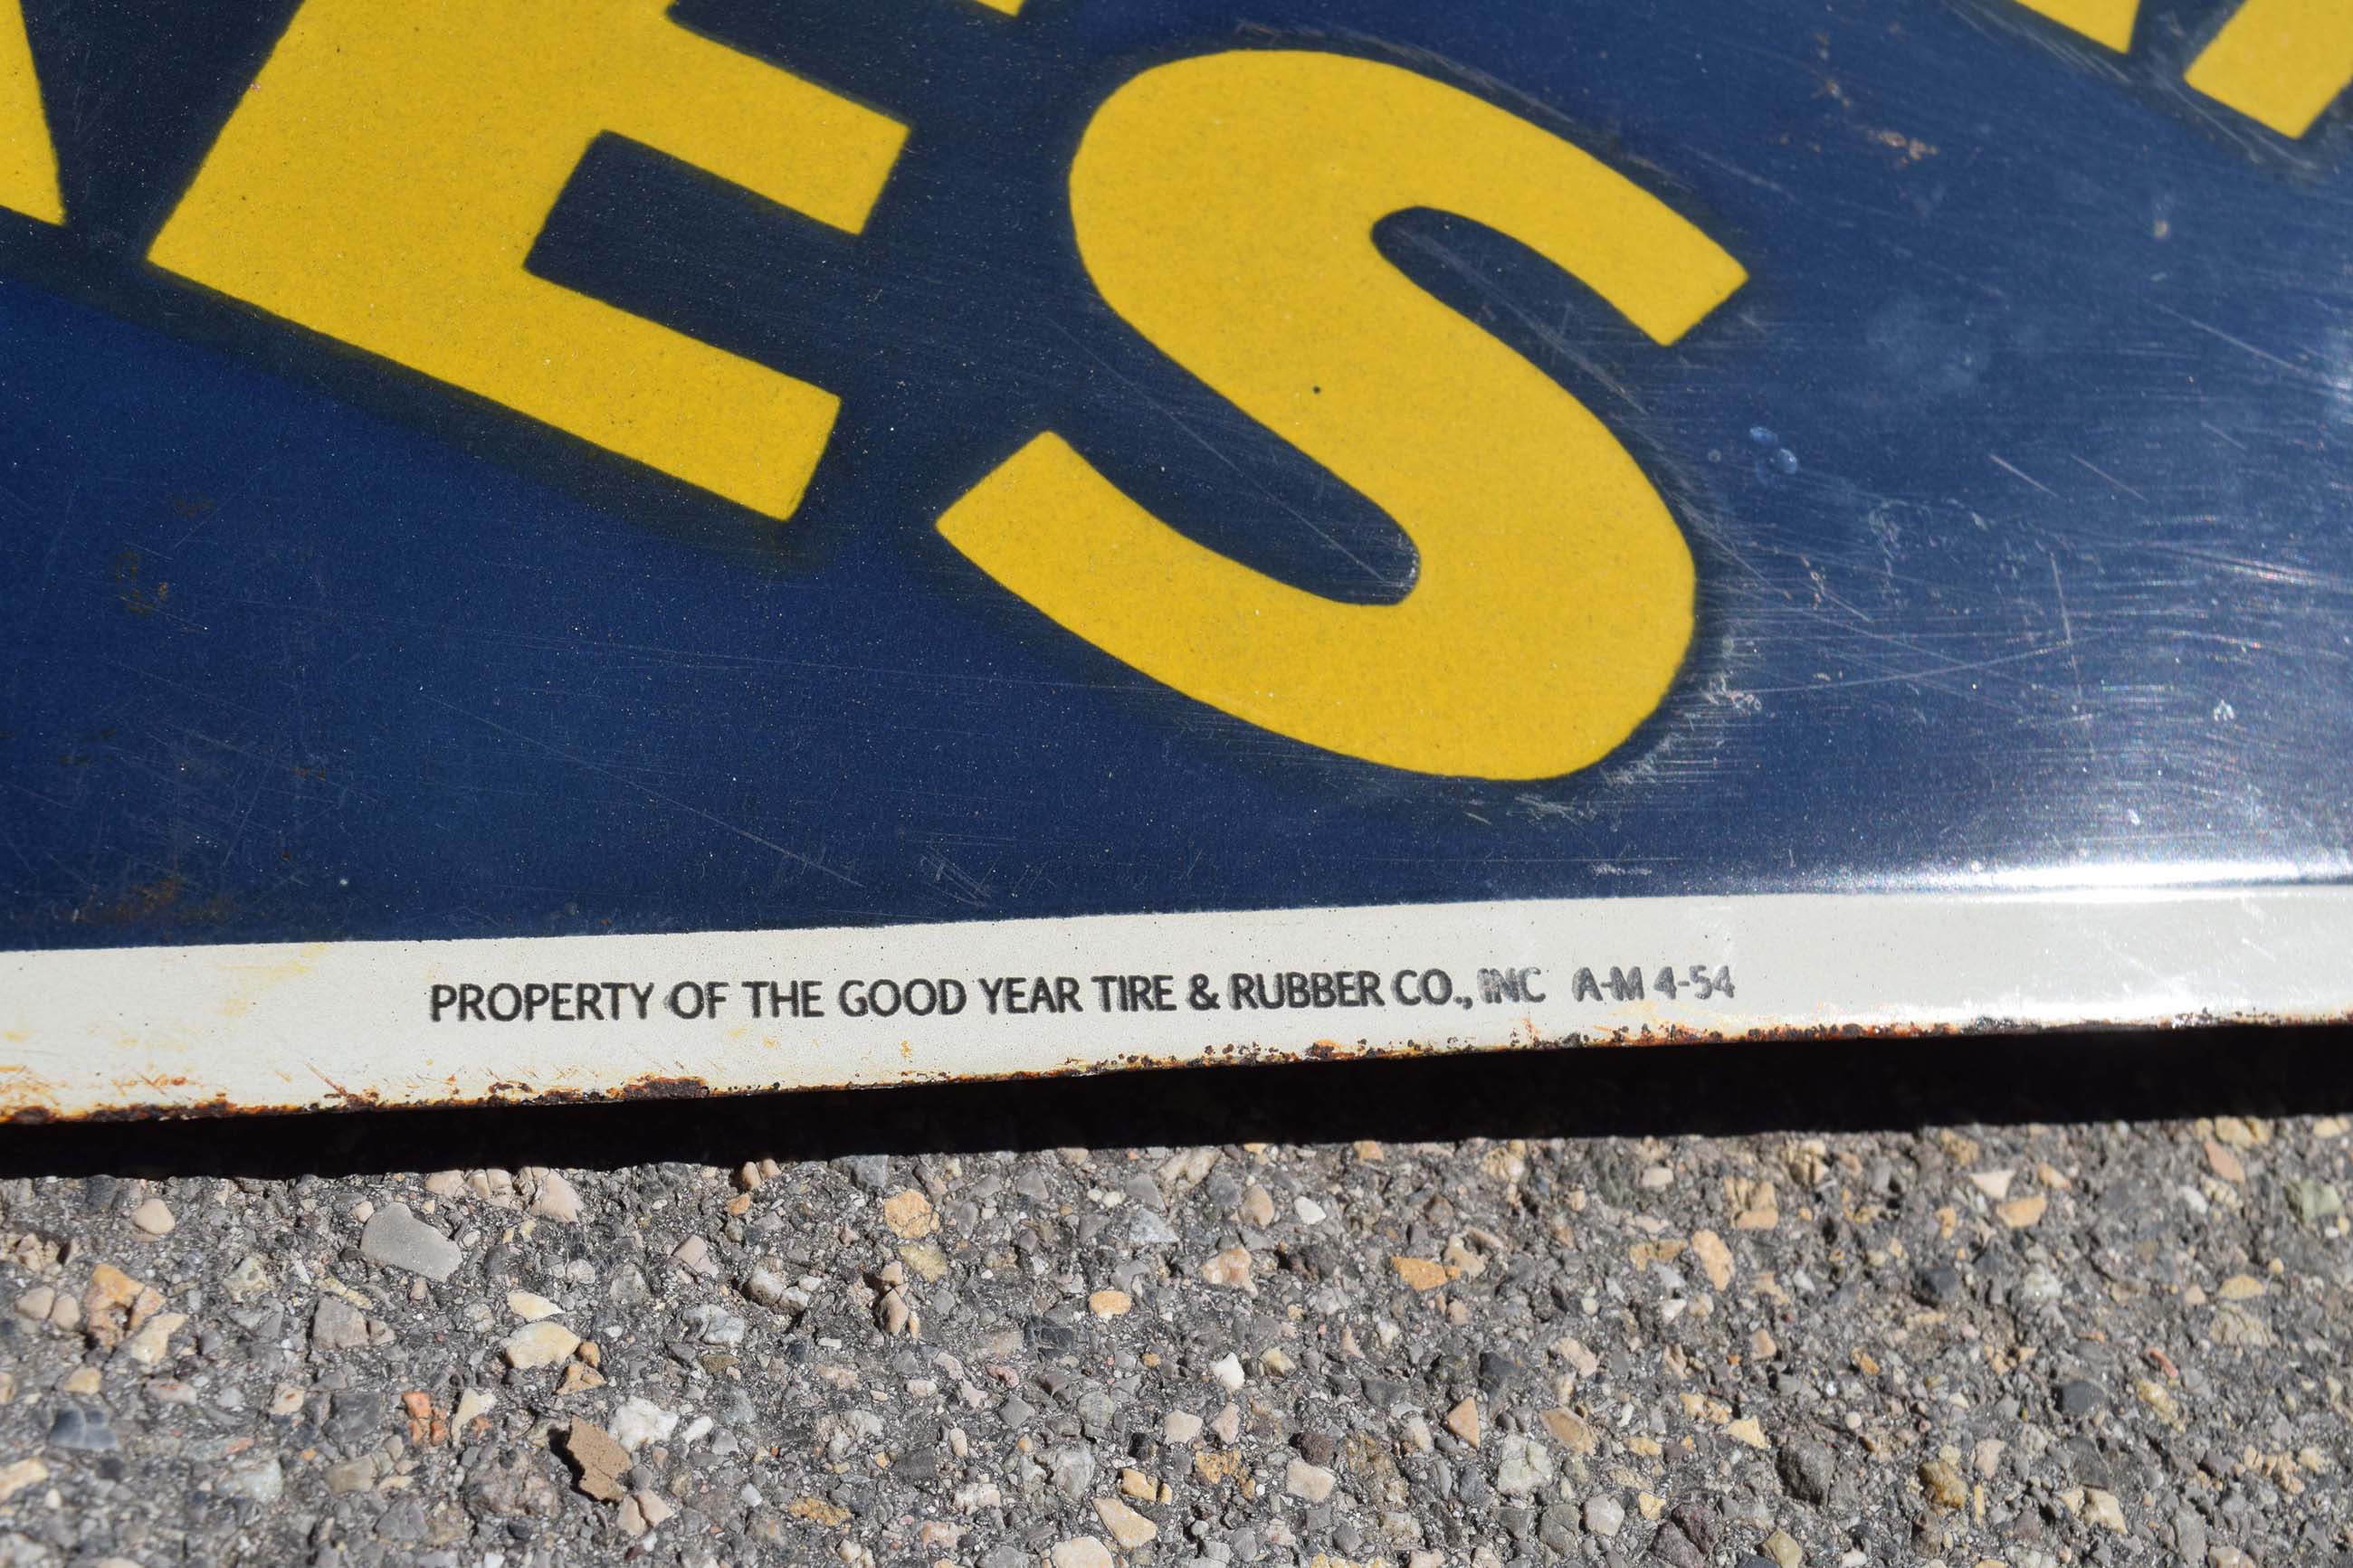 ES
PROPERTY OF THE GOOD YEAR TIRE & RUBBER CO., INC A-M 4-54